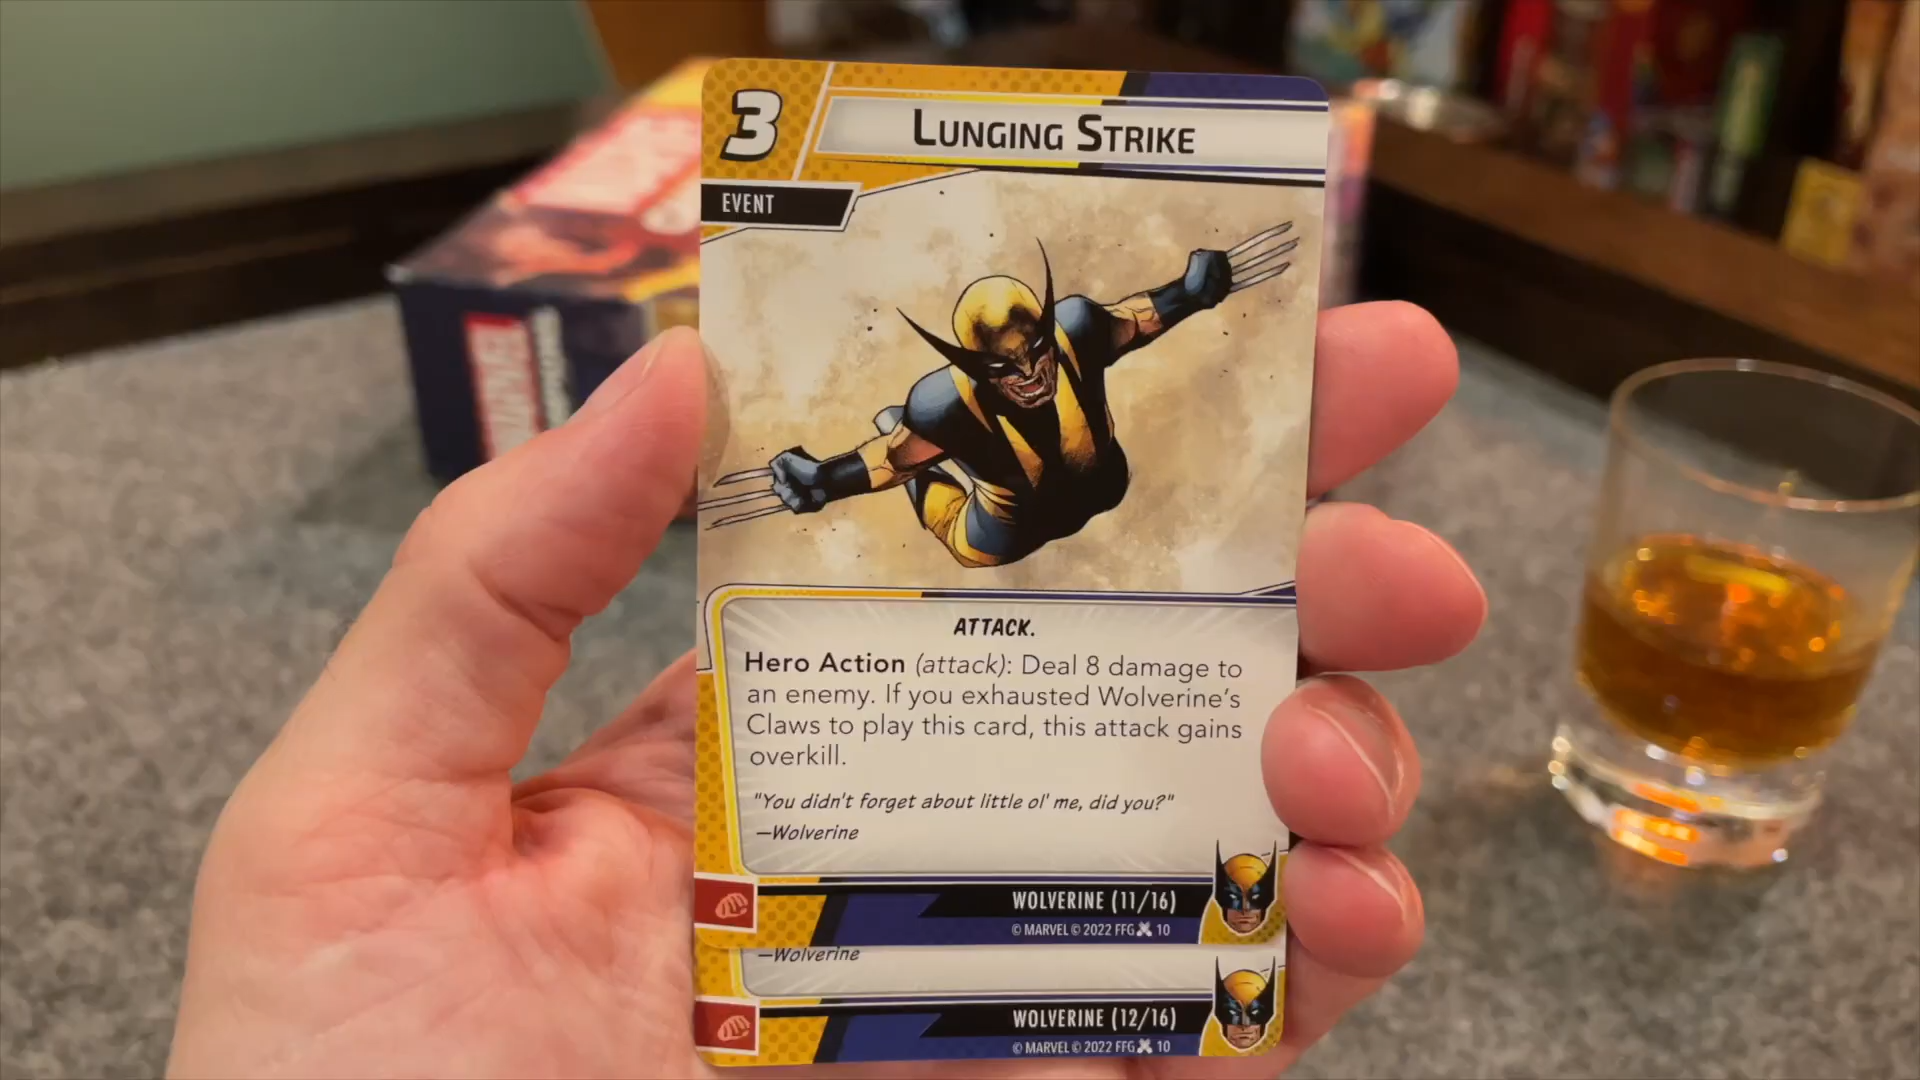 3
LUNGING STRIKE
EVENT
MARVEL
ATTACK.
Hero Action (attack): Deal 8 damage to
an enemy. If you exhausted Wolverine's
Claws to play this card, this attack gains
overkill.
"You didn't forget about little ol' me, did you?"
—Wolverine
WOLVERINE (11/16)
© MARVEL © 2022 FFG 10
—Wolverine
WOLVERINE (12/16)
© MARVEL © 2022 FFG 10